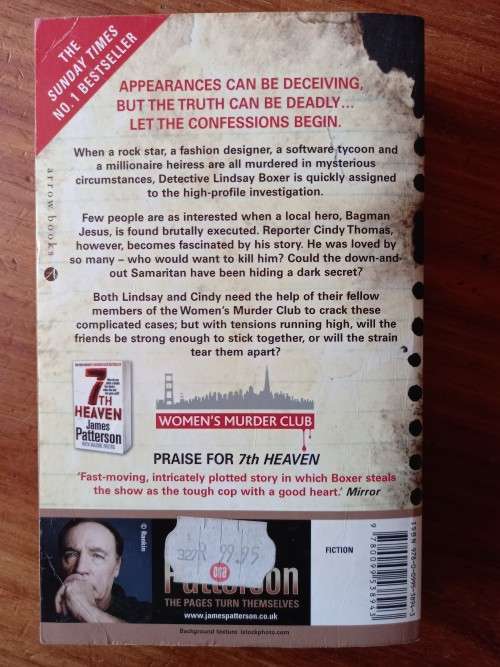 THE
SUNDAY TIMES
NO. 1 BESTSELLER
APPEARANCES CAN BE DECEIVING,
BUT THE TRUTH CAN BE DEADLY...
LET THE CONFESSIONS BEGIN.
When a rock star, a fashion designer, a software tycoon and
a millionaire heiress are all murdered in mysterious
circumstances, Detective Lindsay Boxer is quickly assigned
to the high-profile investigation.
Few people are as interested when a local hero, Bagman
Jesus, is found brutally executed. Reporter Cindy Thomas,
however, becomes fascinated by his story. He was loved by
so many – who would want to kill him? Could the down-and-
out Samaritan have been hiding a dark secret?
Both Lindsay and Cindy need the help of their fellow
members of the Women's Murder Club to crack these
complicated cases; but with tensions running high, will the
friends be strong enough to stick together, or will the strain
tear them apart?
arrow books
7
TH
HEAVEN
James
Patterson
WOMEN'S MURDER CLUB
PRAISE FOR 7th HEAVEN
'Fast-moving, intricately plotted story in which Boxer steals
the show as the tough cop with a good heart.' Mirror
© Rankin
99.95
Patterson
THE PAGES TURN THEMSELVES
www.jamespatterson.co.uk
Background texture istockphoto.com
FICTION
9 780099 538943